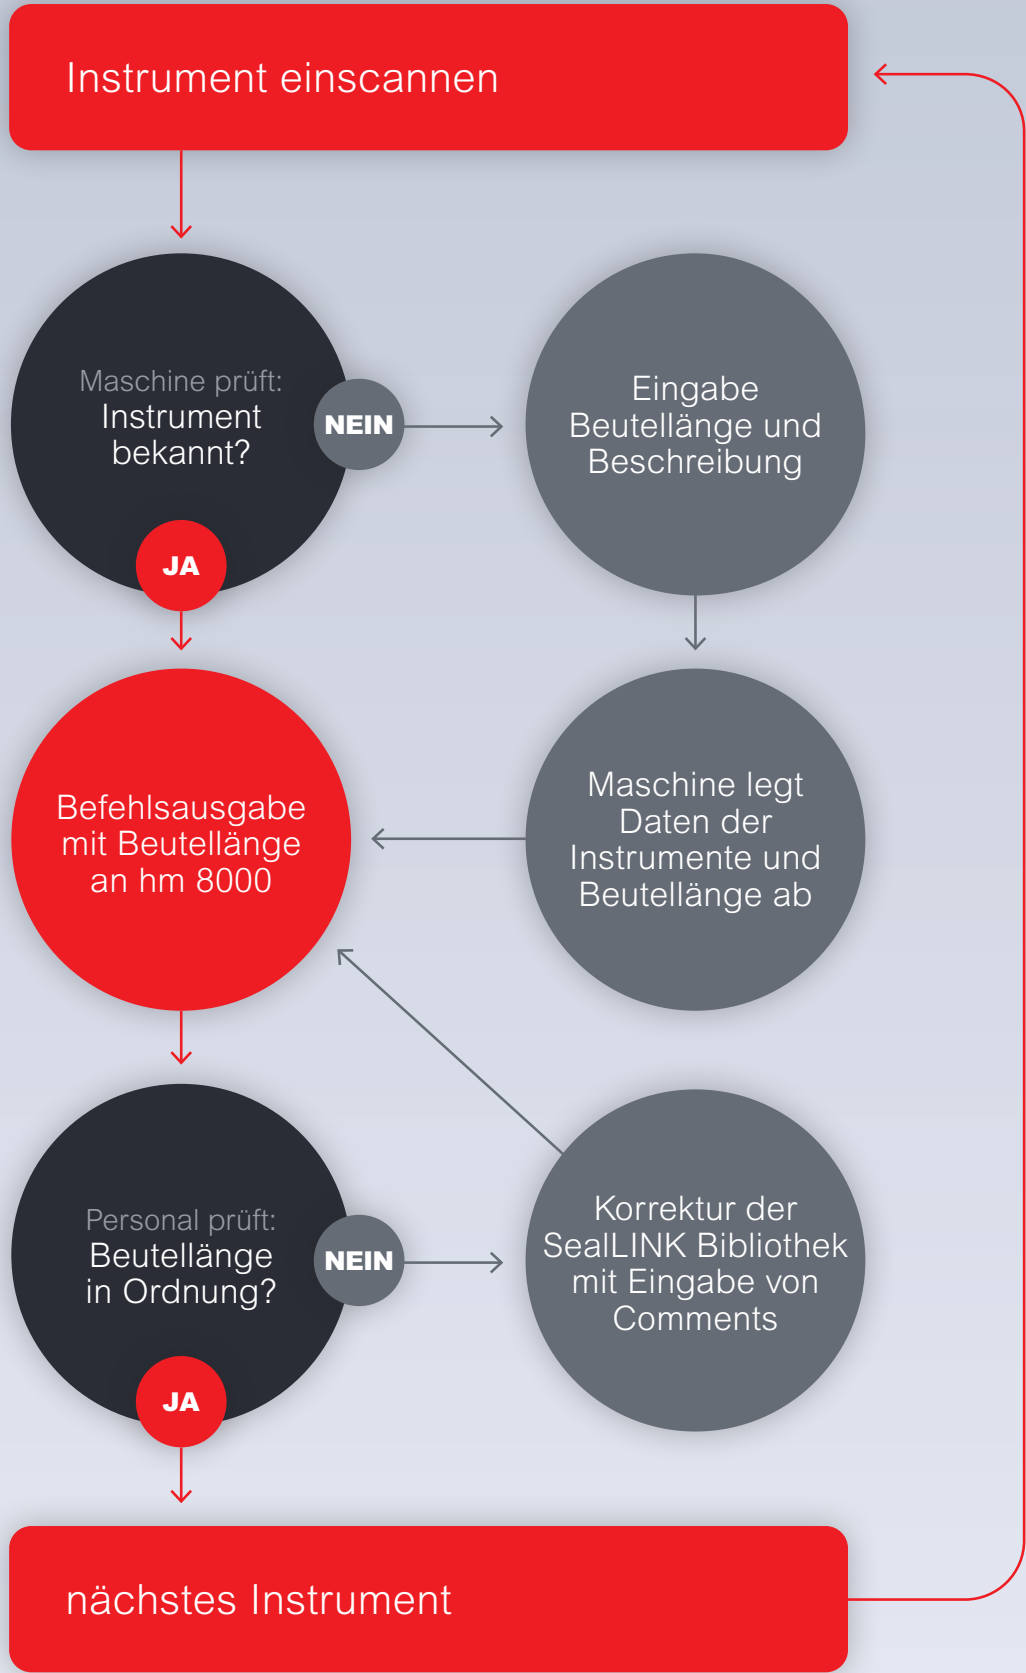 Instrument einscannen
Maschine prüft:
Instrument
bekannt?
NEIN
JA
Eingabe
Beutellänge und
Beschreibung
Befehlsausgabe
mit Beutellänge
an hm 8000
Maschine legt
Daten der
Instrumente und
Beutellänge ab
Personal prüft:
Beutellänge
in Ordnung?
NEIN
JA
Korrektur der
SealLINK Bibliothek
mit Eingabe von
Comments
nächstes Instrument